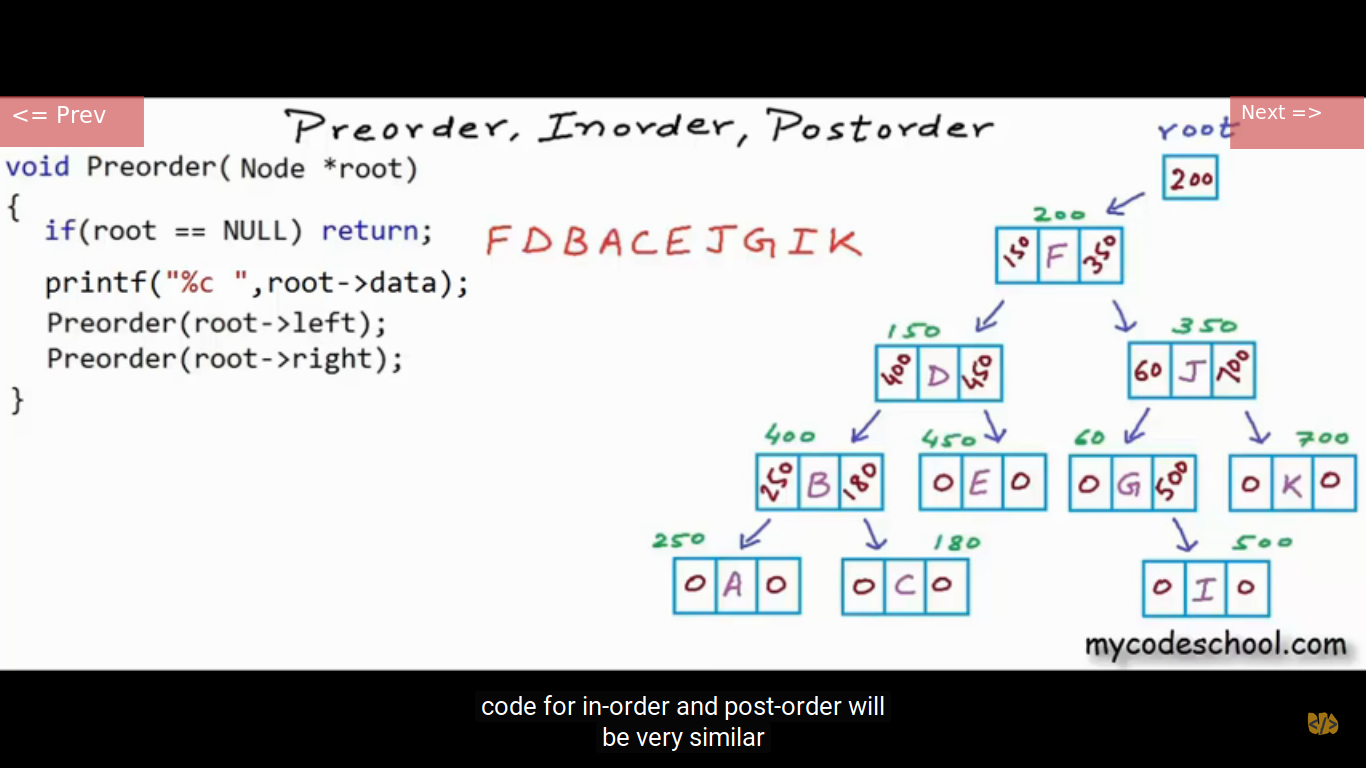 <= Prev
Next =>
Preorder, Inorder, Postorder
root
200
void Preorder( Node *root)
{
if(root == NULL) return;
printf("%c ",root->data);
Preorder(root->left);
Preorder(root->right);
}
F D B A C E J G I K
200
150 F 350
150
400 D 450
350
60 J 700
400
250 B 180
450
0 E 0
60
0 G 500
700
0 K 0
250
0 A 0
180
0 C 0
500
0 I 0
mycodeschool.com
code for in-order and post-order will
be very similar
<//>